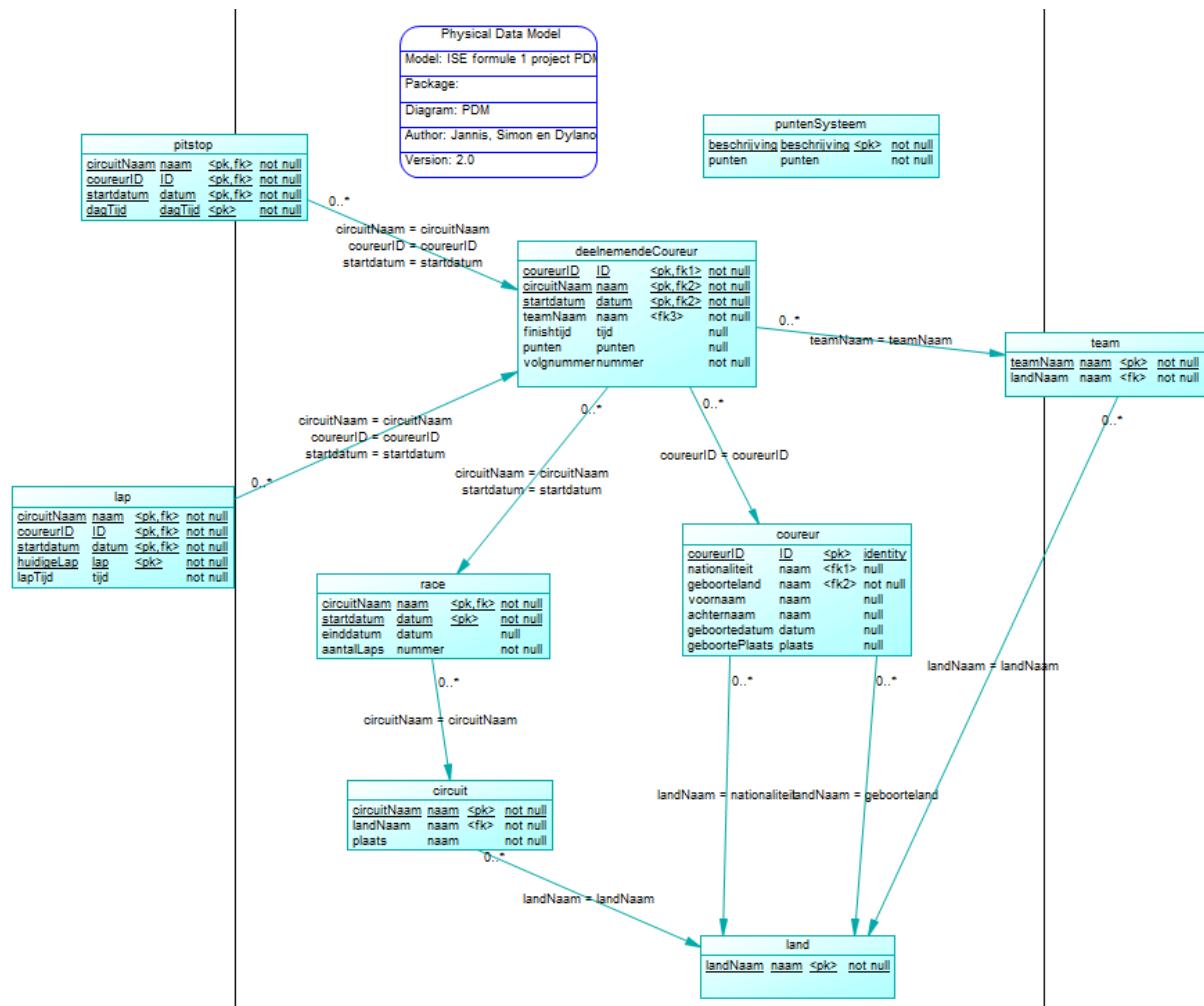 Physical Data Model
Model: ISE formule 1 project PDM
Package:
Diagram: PDM
Author: Jannis, Simon en Dylano
Version: 2.0
puntenSysteem
beschrijving beschrijving <pk> not null
punten punten not null
pitstop
circuitNaam naam <pk,fk> not null
coureurID ID <pk,fk> not null
startdatum datum <pk,fk> not null
dagTijd dagTijd <pk> not null
0..*
circuitNaam = circuitNaam
coureurID = coureurID
startdatum = startdatum
deelnemendeCoureur
coureurID ID <pk,fk1> not null
circuitNaam naam <pk,fk2> not null
startdatum datum <pk,fk2> not null
teamNaam naam <fk3> not null
finishtijd tijd null
punten punten null
volgnummer nummer not null
0..*
teamNaam = teamNaam
team
teamNaam naam <pk> not null
landNaam naam <fk> not null
0..*
0..*
0..*
circuitNaam = circuitNaam
coureurID = coureurID
startdatum = startdatum
0..*
circuitNaam = circuitNaam
startdatum = startdatum
coureurID = coureurID
lap
circuitNaam naam <pk,fk> not null
coureurID ID <pk,fk> not null
startdatum datum <pk,fk> not null
huidigeLap lap <pk> not null
lapTijd tijd not null
coureur
coureurID ID <pk> identity
nationaliteit naam <fk1> null
geboorteland naam <fk2> not null
voornaam naam null
achternaam naam null
geboortedatum datum null
geboortePlaats plaats null
race
circuitNaam naam <pk,fk> not null
startdatum datum <pk> not null
einddatum datum null
aantalLaps nummer not null
0..*
0..*
0..*
landNaam = landNaam
circuitNaam = circuitNaam
landNaam = nationaliteit
landNaam = geboorteland
circuit
circuitNaam naam <pk> not null
landNaam naam <fk> not null
plaats naam not null
0..*
landNaam = landNaam
land
landNaam naam <pk> not null